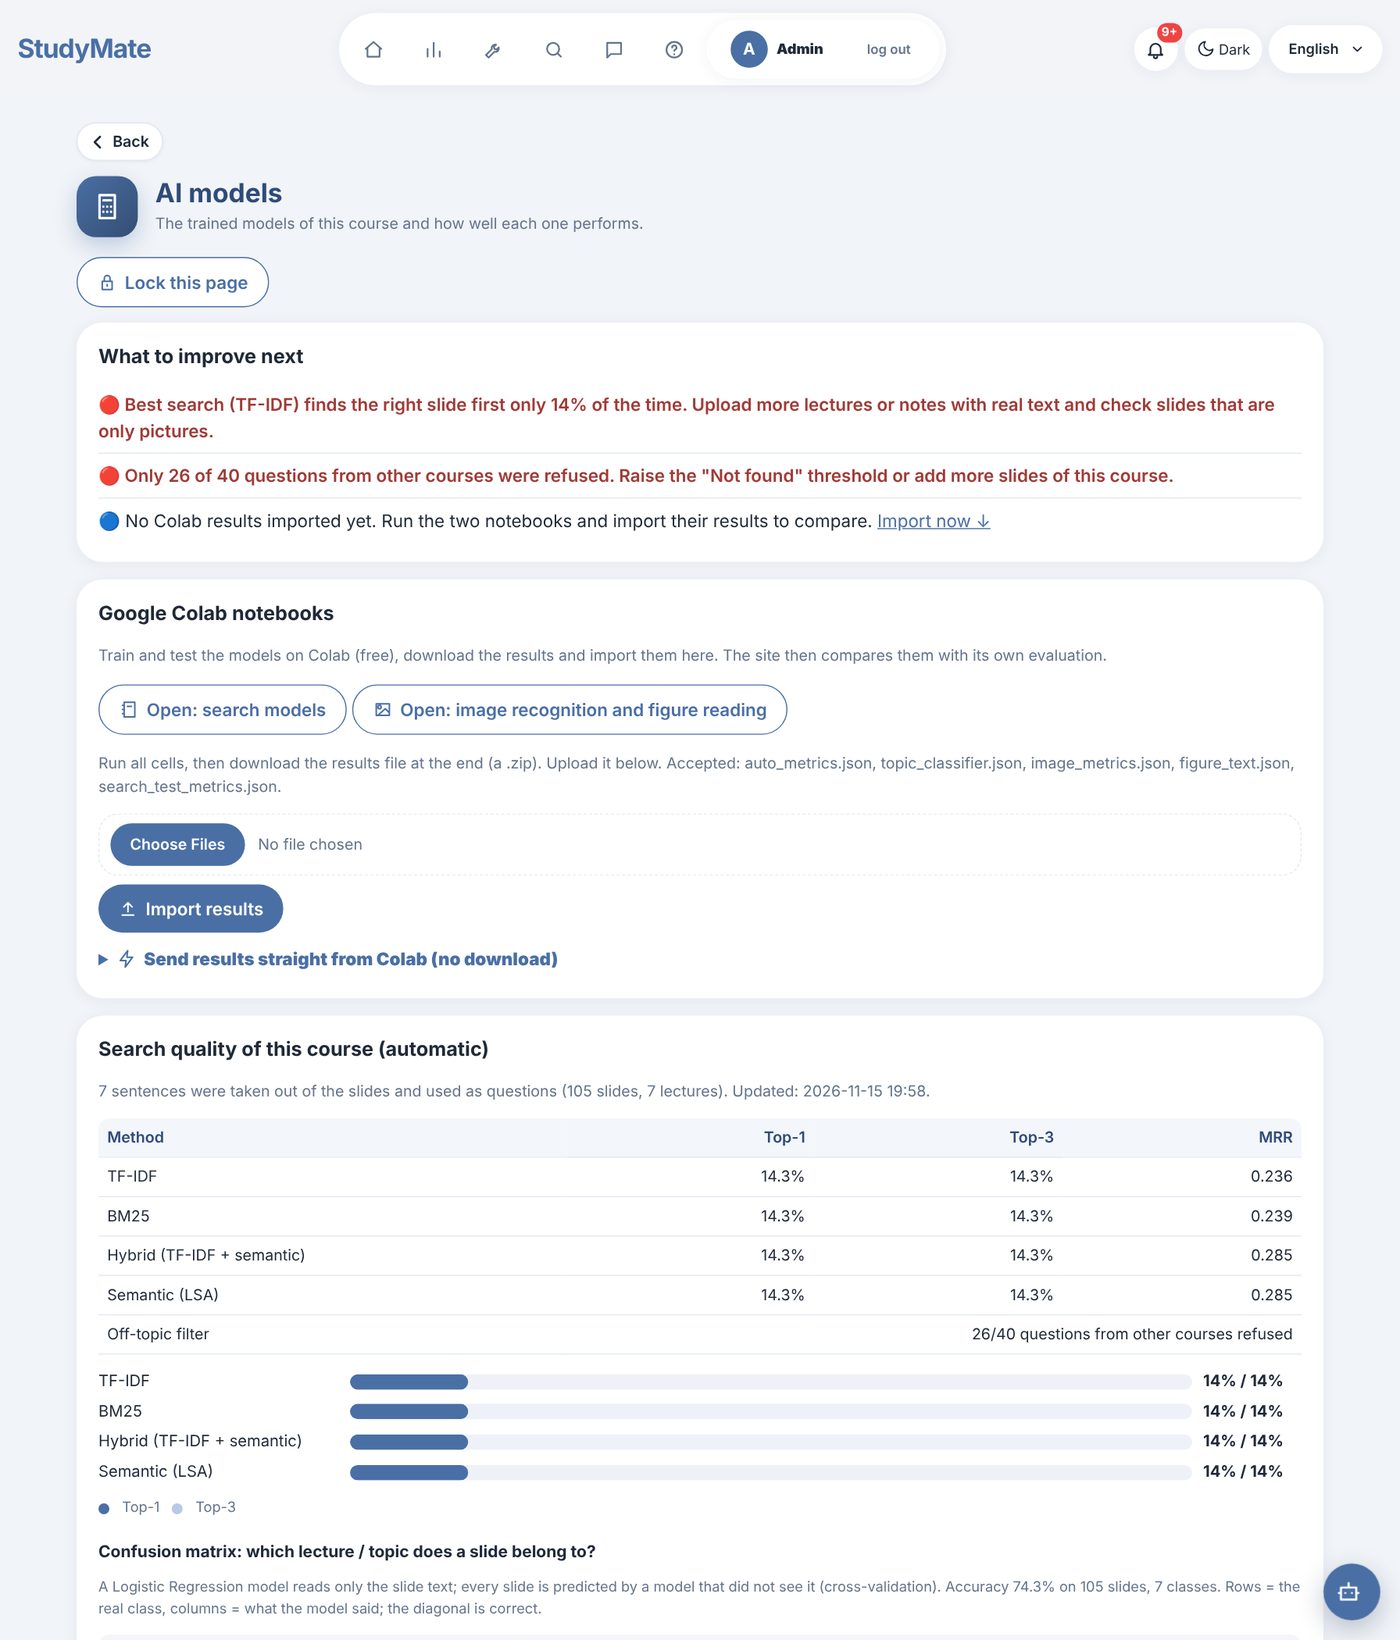 StudyMate
A
Admin
log out
9+
Dark
English
Back
AI models
The trained models of this course and how well each one performs.
Lock this page
What to improve next
Best search (TF-IDF) finds the right slide first only 14% of the time. Upload more lectures or notes with real text and check slides that are
only pictures.
Only 26 of 40 questions from other courses were refused. Raise the "Not found" threshold or add more slides of this course.
No Colab results imported yet. Run the two notebooks and import their results to compare. Import now ↓
Google Colab notebooks
Train and test the models on Colab (free), download the results and import them here. The site then compares them with its own evaluation.
Open: search models
Open: image recognition and figure reading
Run all cells, then download the results file at the end (a .zip). Upload it below. Accepted: auto_metrics.json, topic_classifier.json, image_metrics.json, figure_text.json,
search_test_metrics.json.
Choose Files No file chosen
Import results
Send results straight from Colab (no download)
Search quality of this course (automatic)
7 sentences were taken out of the slides and used as questions (105 slides, 7 lectures). Updated: 2026-11-15 19:58.
Method Top-1 Top-3 MRR
TF-IDF 14.3% 14.3% 0.236
BM25 14.3% 14.3% 0.239
Hybrid (TF-IDF + semantic) 14.3% 14.3% 0.285
Semantic (LSA) 14.3% 14.3% 0.285
Off-topic filter 26/40 questions from other courses refused
TF-IDF 14% / 14%
BM25 14% / 14%
Hybrid (TF-IDF + semantic) 14% / 14%
Semantic (LSA) 14% / 14%
Top-1 Top-3
Confusion matrix: which lecture / topic does a slide belong to?
A Logistic Regression model reads only the slide text; every slide is predicted by a model that did not see it (cross-validation). Accuracy 74.3% on 105 slides, 7 classes. Rows = the
real class, columns = what the model said; the diagonal is correct.